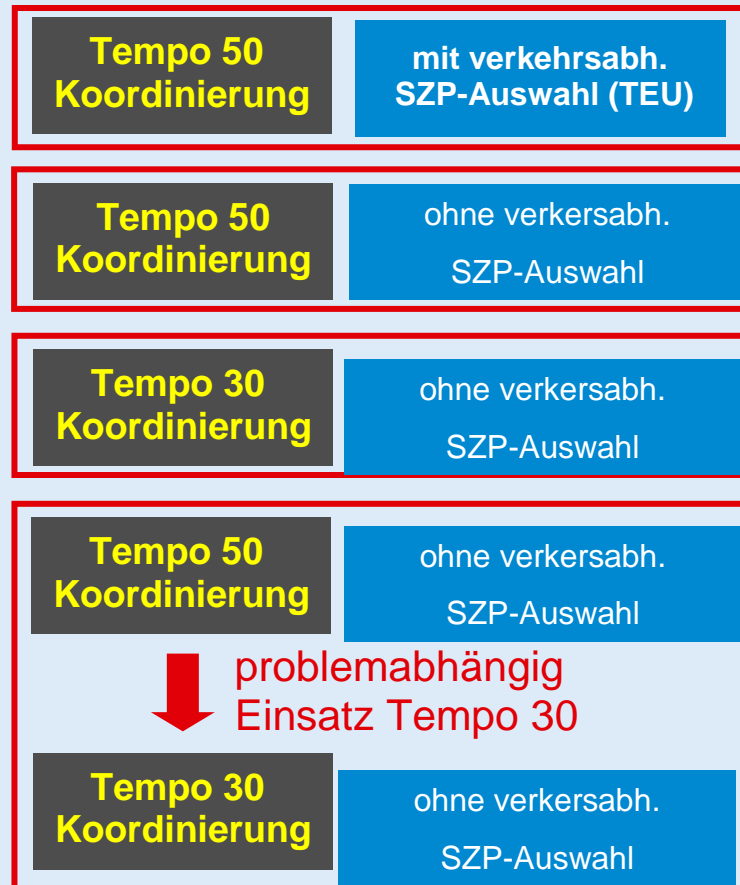 Tempo 50
Koordinierung
mit verkehrsabh.
SZP-Auswahl (TEU)
Tempo 50
Koordinierung
ohne verkersabh.
SZP-Auswahl
Tempo 30
Koordinierung
ohne verkersabh.
SZP-Auswahl
Tempo 50
Koordinierung
ohne verkersabh.
SZP-Auswahl
problemabhängig
Einsatz Tempo 30
Tempo 30
Koordinierung
ohne verkersabh.
SZP-Auswahl